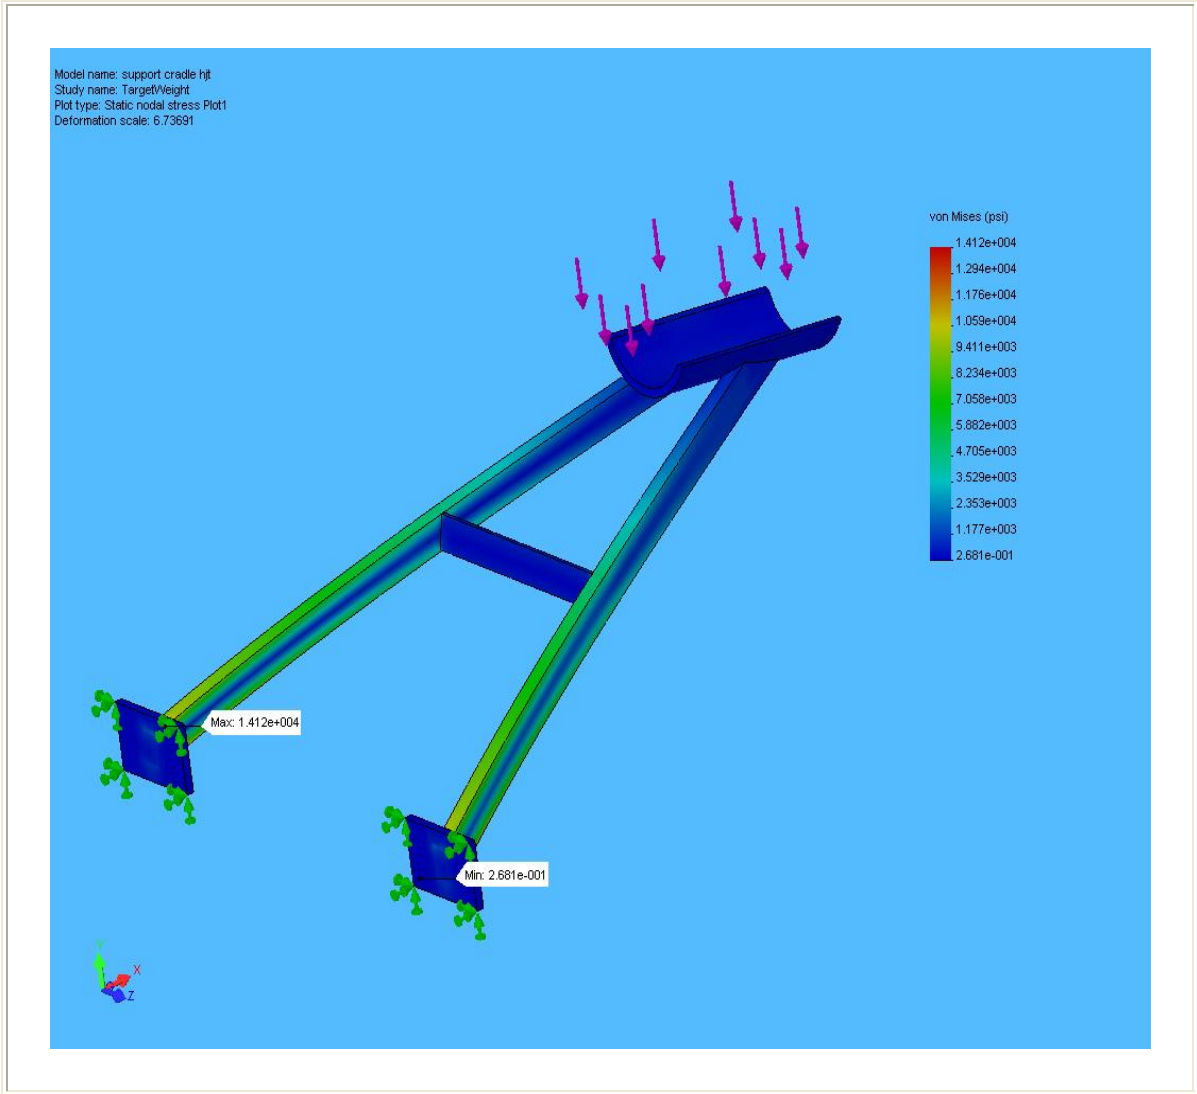 Model name: support cradle hjt
Study name: TargetWeight
Plot type: Static nodal stress Plot1
Deformation scale: 6.73691
von Mises (psi)
1.412e+004
1.294e+004
1.176e+004
1.059e+004
9.411e+003
8.234e+003
7.058e+003
5.882e+003
4.705e+003
3.529e+003
2.353e+003
1.177e+003
2.681e-001
Max: 1.412e+004
Min: 2.681e-001
Y
X
Z